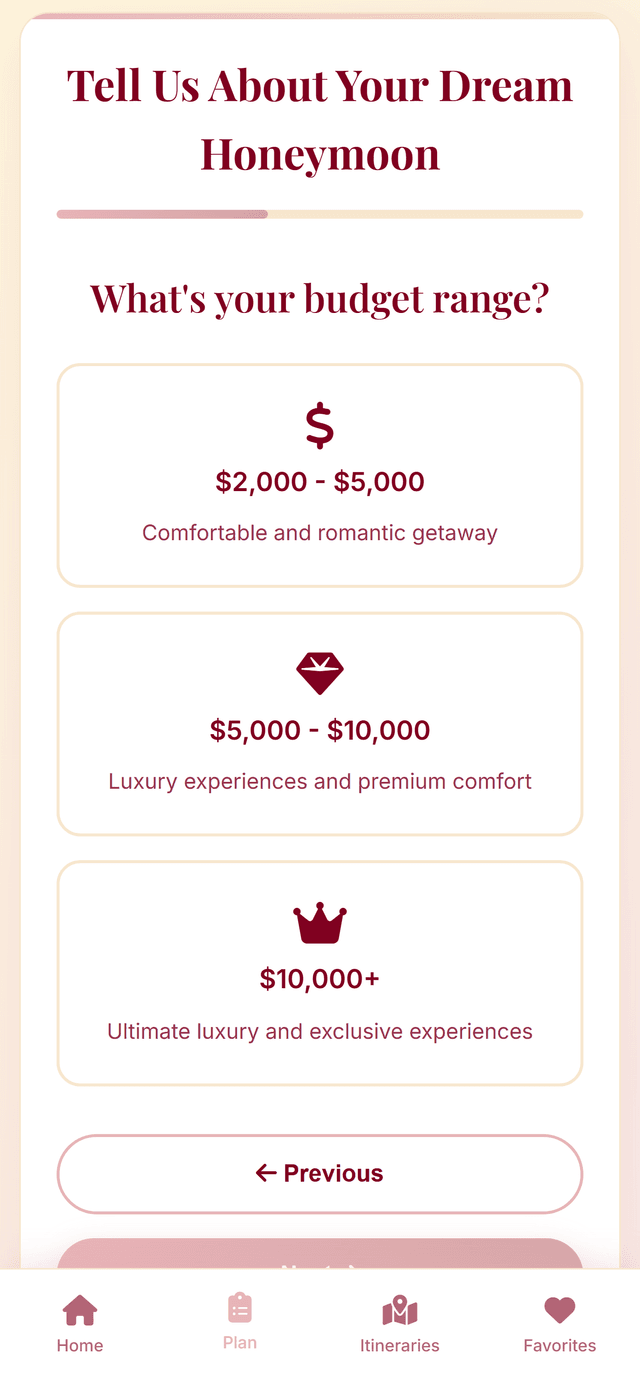 Tell Us About Your Dream
Honeymoon
What's your budget range?
$2,000 - $5,000
Comfortable and romantic getaway
$5,000 - $10,000
Luxury experiences and premium comfort
$10,000+
Ultimate luxury and exclusive experiences
← Previous
Home
Plan
Itineraries
Favorites